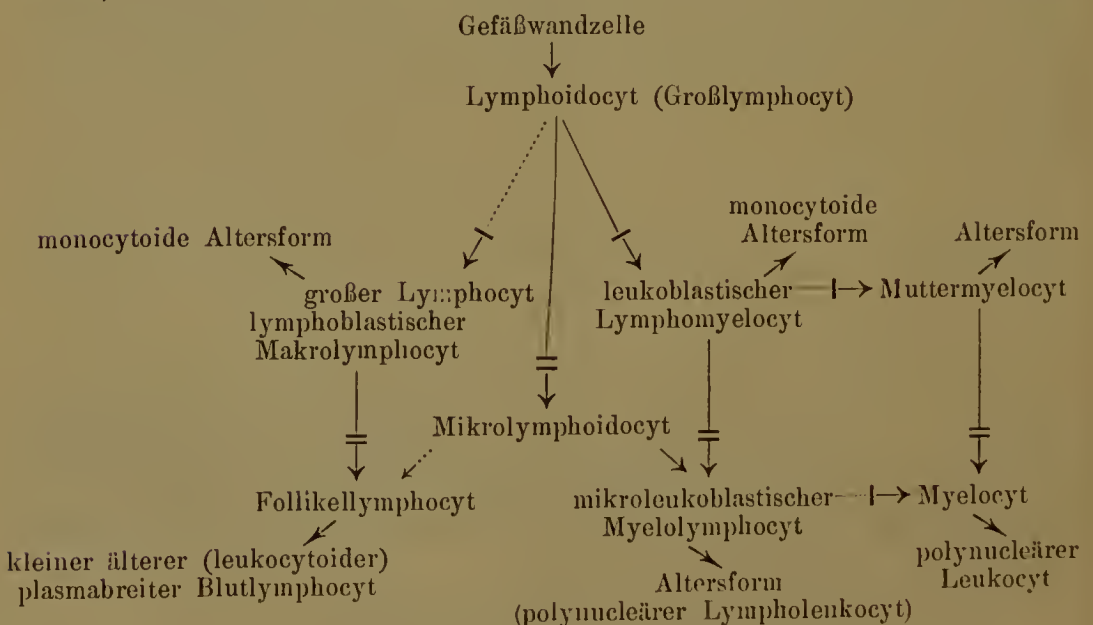 Gefäßwandzelle
Lymphoidocyt (Großlymphocyt)
monocytoide
Altersform
Altersform
monocytoide Altersform
großer Lymphocyt
lymphoblastischer
Makrolymphocyt
leukoblastischer
Lymphomyelocyt
Muttermyelocyt
Mikrolymphoidocyt
Follikellymphocyt
mikroleukoblastischer
Myelolymphocyt
Myelocyt
kleiner älterer (leukocytoider)
plasmabreiter Blutlymphocyt
Altersform
(polynucleärer Lympholeukocyt)
polynucleärer
Leukocyt